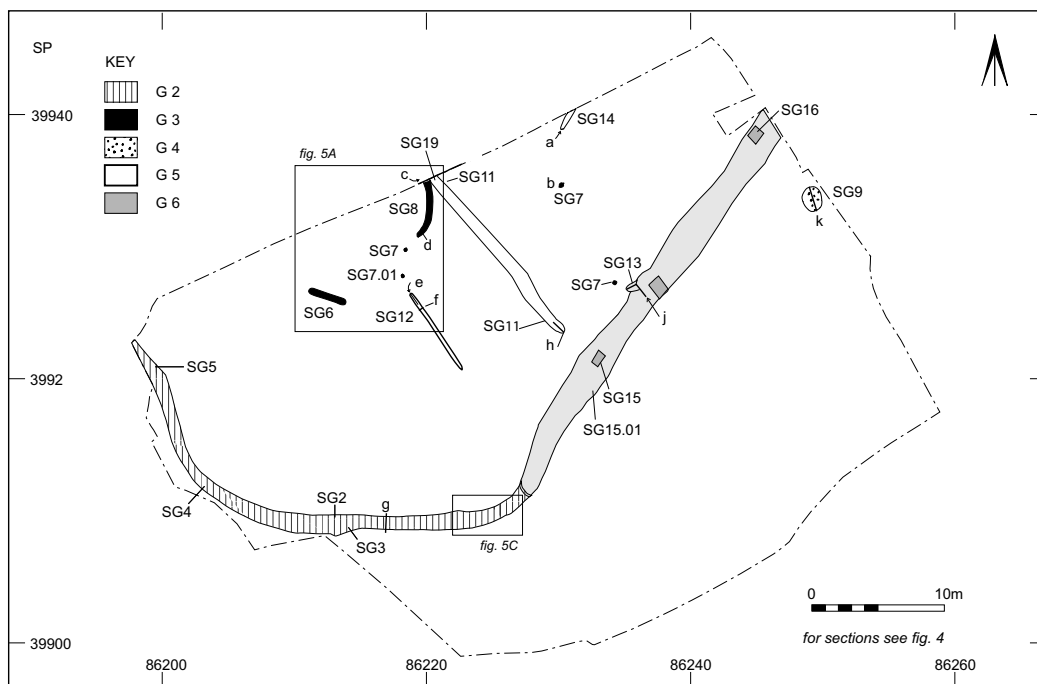 SP
KEY
G 2
G 3
G 4
G 5
G 6
39940
3992
39900
86200
86220
86240
86260
fig. 5A
SG19
c
SG11
SG8
d
SG7
SG7.01
e
f
SG6
SG12
SG14
a
b
SG7
SG16
SG9
k
SG13
SG7
j
SG11
h
SG15
SG15.01
SG5
SG4
SG2
g
SG3
fig. 5C
0
10m
for sections see fig. 4